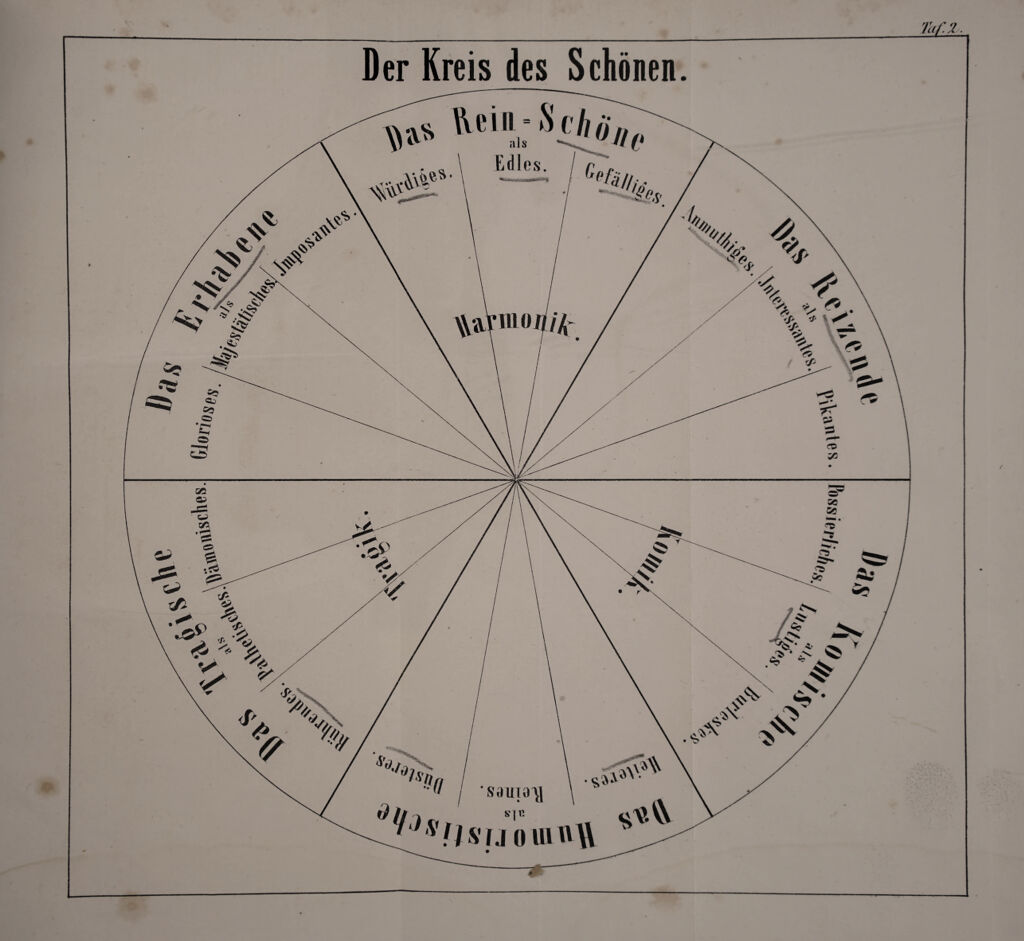 Taf. 2.
Der Kreis des Schönen.
Das Rein=Schöne
als
Würdiges.
Edles.
Gefälliges.
Harmonik.
Das Reizende
als
Anmuthiges.
Interessantes.
Pikantes.
Das Komische
als
Possierliches.
Lustiges.
Burleskes.
Komik.
Das Humoristische
als
Heiteres.
Reines.
Düsteres.
Das Tragische
als
Rührendes.
Pathetisches.
Dämonisches.
Tragik.
Das Erhabene
als
Glorioses.
Majestätisches.
Imposantes.